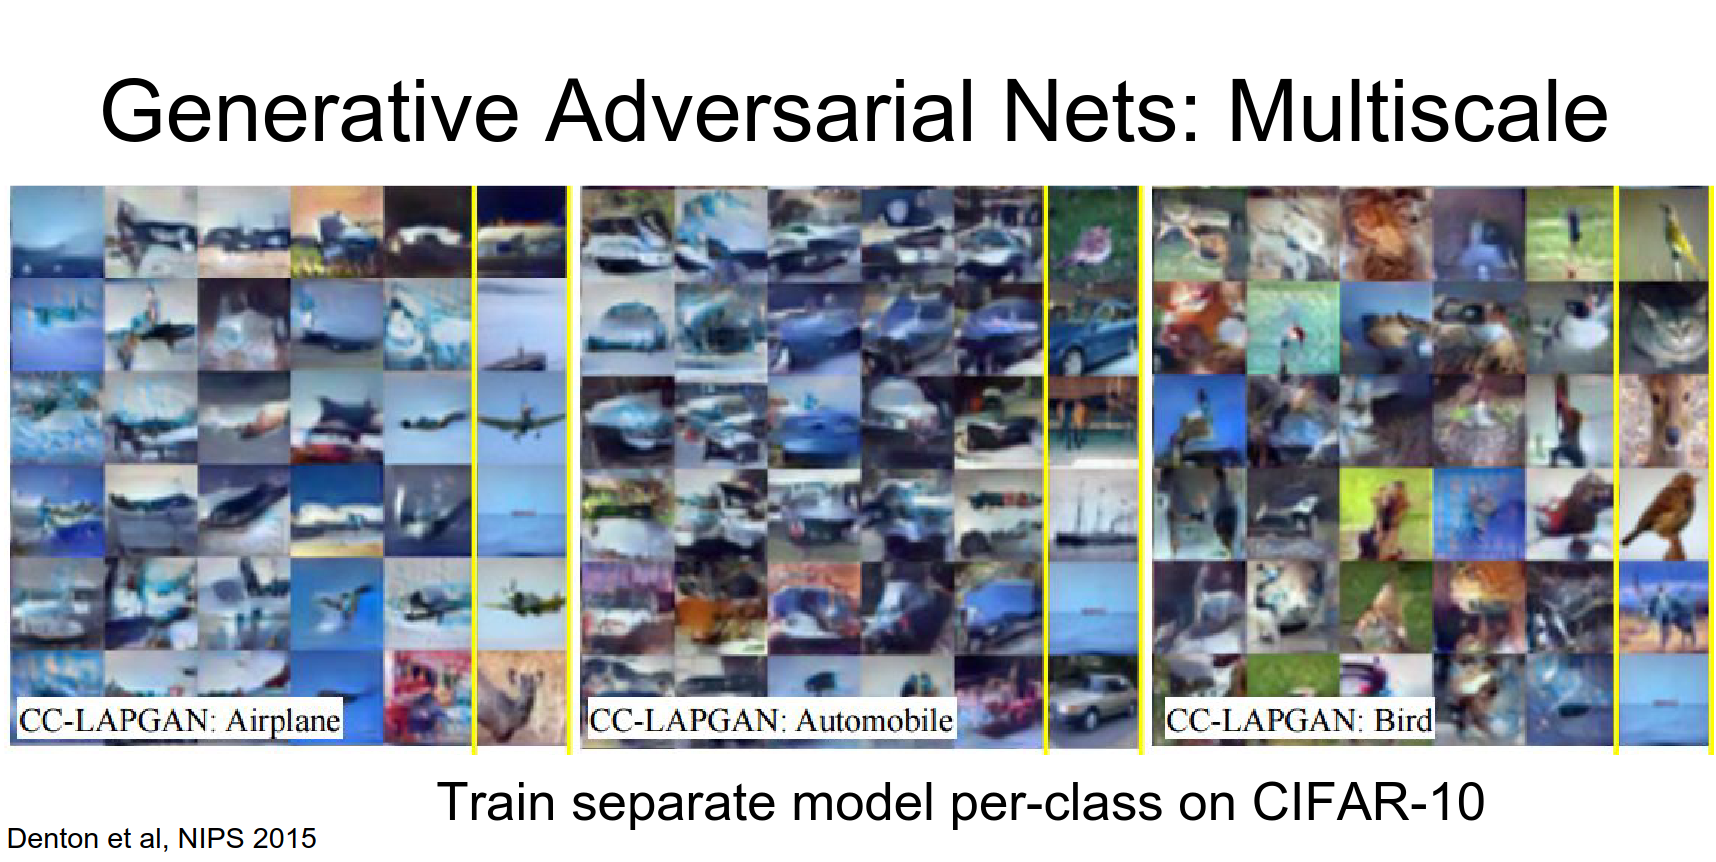 Generative Adversarial Nets: Multiscale
CC-LAPGAN: Airplane
CC-LAPGAN: Automobile
CC-LAPGAN: Bird
Train separate model per-class on CIFAR-10
Denton et al, NIPS 2015